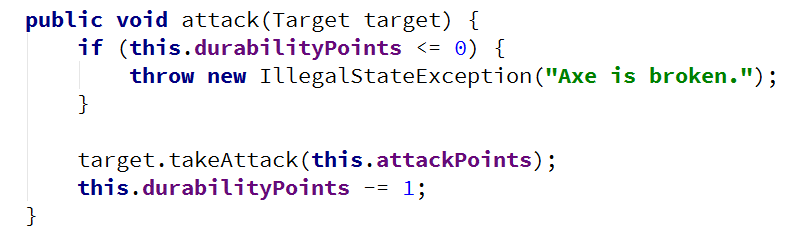 public void attack(Target target) {
    if (this.durabilityPoints <= 0) {
        throw new IllegalStateException("Axe is broken.");
    }

    target.takeAttack(this.attackPoints);
    this.durabilityPoints -= 1;
}